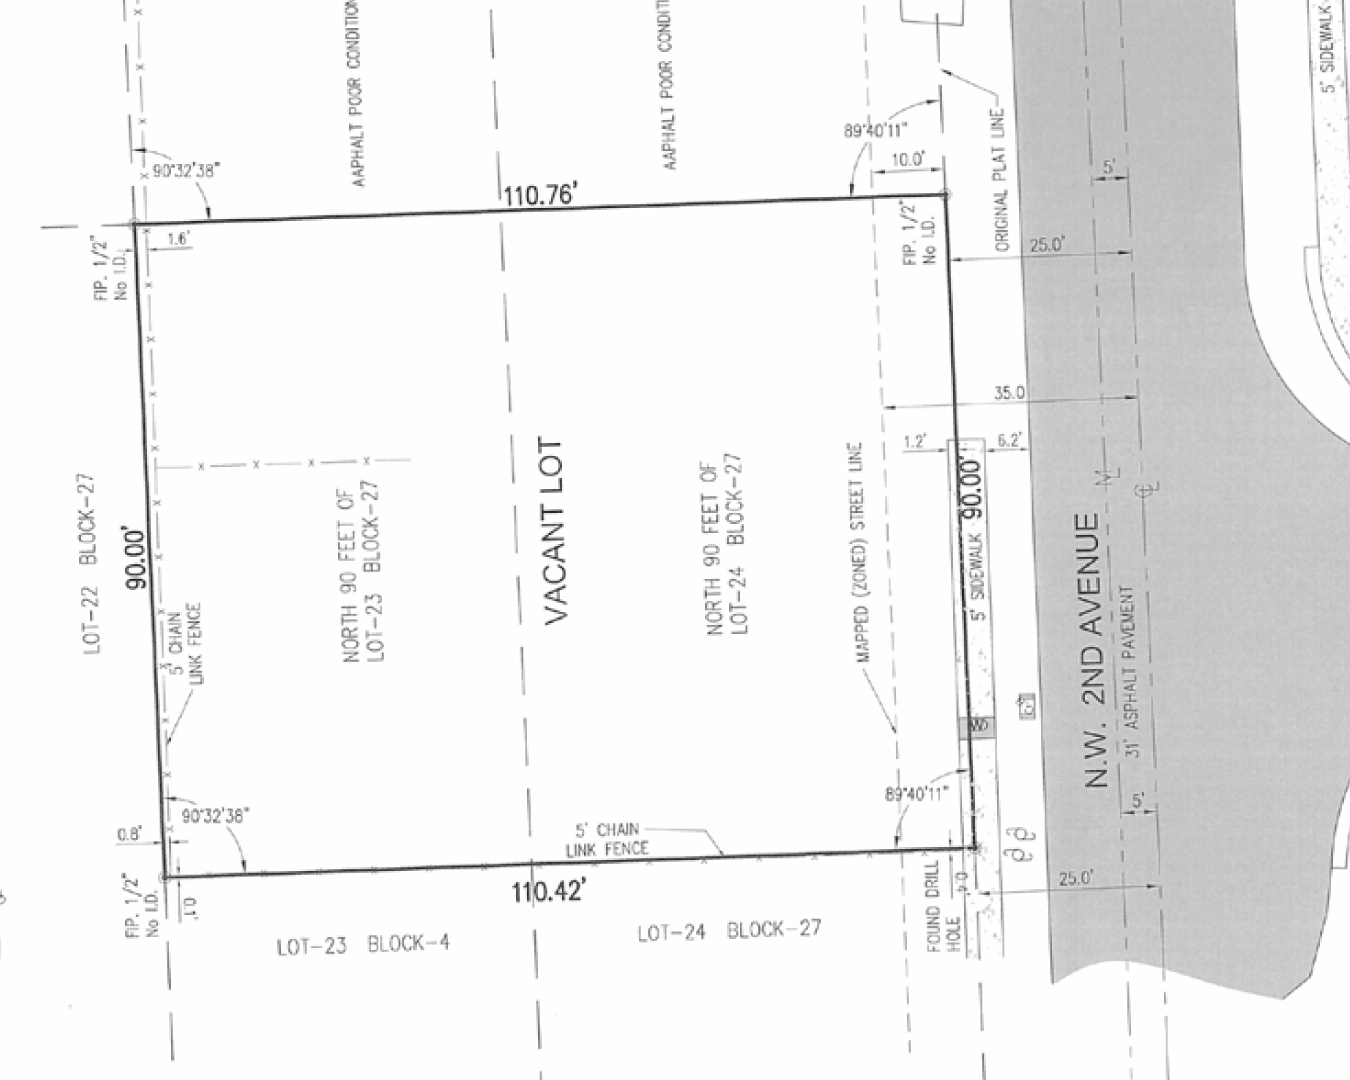 AAPHALT POOR CONDITION
AAPHALT POOR CONDITI
5' SIDEWALK
ORIGINAL PLAT LINE
89°40'11"
90°32'38"
10.0'
5'
110.76'
FIP. 1/2"
No I.D.
1.6'
FIP. 1/2"
No I.D.
25.0'
35.0
1.2'
6.2'
LOT-22 BLOCK-27
90.00'
5' CHAIN
LINK FENCE
NORTH 90 FEET OF
LOT-23 BLOCK-27
VACANT LOT
NORTH 90 FEET OF
LOT-24 BLOCK-27
MAPPED (ZONED) STREET LINE
5' SIDEWALK
90.00'
N.W. 2ND AVENUE
31' ASPHALT PAVEMENT
89°40'11"
90°32'38"
5'
0.8'
5' CHAIN
LINK FENCE
110.42'
FIP. 1/2"
No I.D.
0.1'
FOUND DRILL
HOLE
0.4
25.0'
LOT-23 BLOCK-4
LOT-24 BLOCK-27